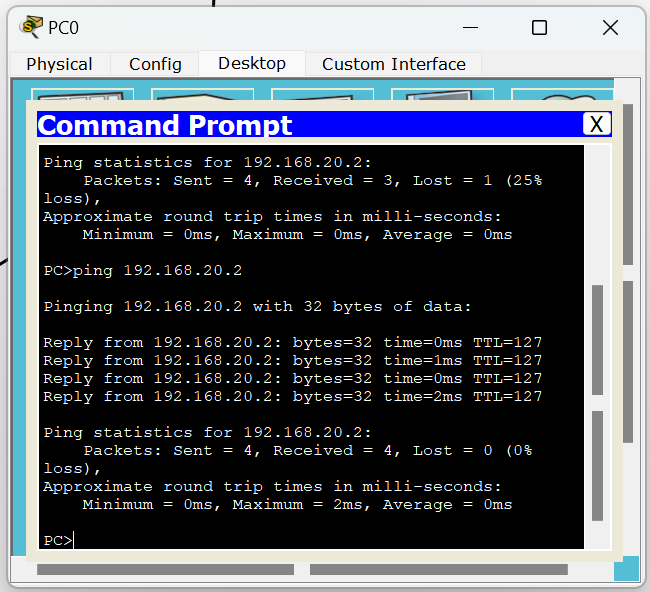 PC0
Physical Config Desktop Custom Interface
Command Prompt X
Ping statistics for 192.168.20.2:
    Packets: Sent = 4, Received = 3, Lost = 1 (25%
loss),
Approximate round trip times in milli-seconds:
    Minimum = 0ms, Maximum = 0ms, Average = 0ms
PC>ping 192.168.20.2
Pinging 192.168.20.2 with 32 bytes of data:
Reply from 192.168.20.2: bytes=32 time=0ms TTL=127
Reply from 192.168.20.2: bytes=32 time=1ms TTL=127
Reply from 192.168.20.2: bytes=32 time=0ms TTL=127
Reply from 192.168.20.2: bytes=32 time=2ms TTL=127
Ping statistics for 192.168.20.2:
    Packets: Sent = 4, Received = 4, Lost = 0 (0%
loss),
Approximate round trip times in milli-seconds:
    Minimum = 0ms, Maximum = 2ms, Average = 0ms
PC>